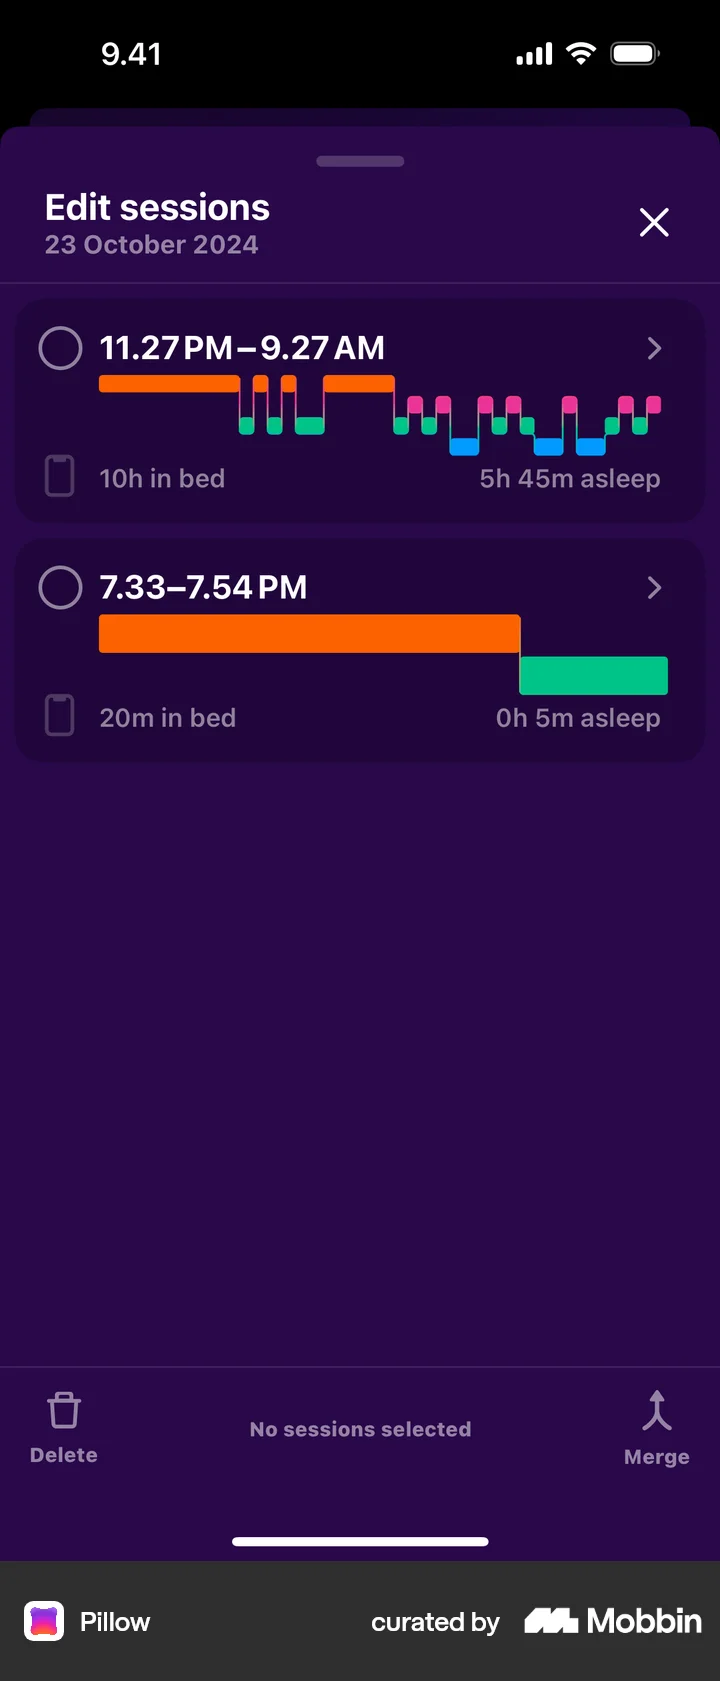 9.41
Edit sessions
23 October 2024
11.27 PM – 9.27 AM
10h in bed
5h 45m asleep
7.33–7.54 PM
20m in bed
0h 5m asleep
Delete
No sessions selected
Merge
Pillow
curated by
Mobbin